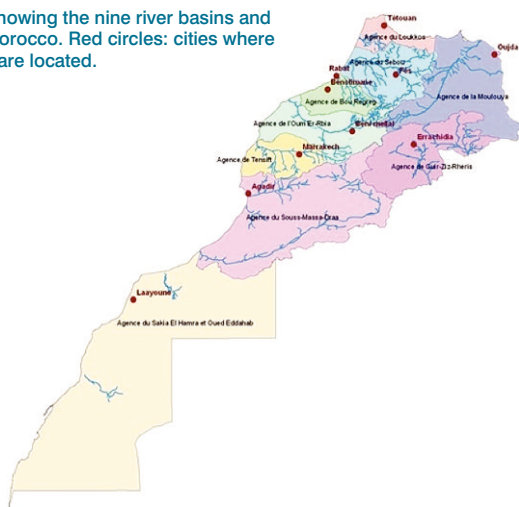 howing the nine river basins and
orocco. Red circles: cities where
are located.
Tétouan
Agence du Loukkos
Oujda
Rabat
Fès
Agence du Sebou
Benslimane
Agence de la Moulouya
Agence de Bou Regreg
Agence de l'Oum Er-Rbia
Béni-mellal
Errachidia
Marrakech
Agence de Tensift
Agence de Guir-Ziz-Rheris
Agadir
Agence du Souss-Massa-Draa
Laayoune
Agence du Sakia El Hamra et Oued Eddahab